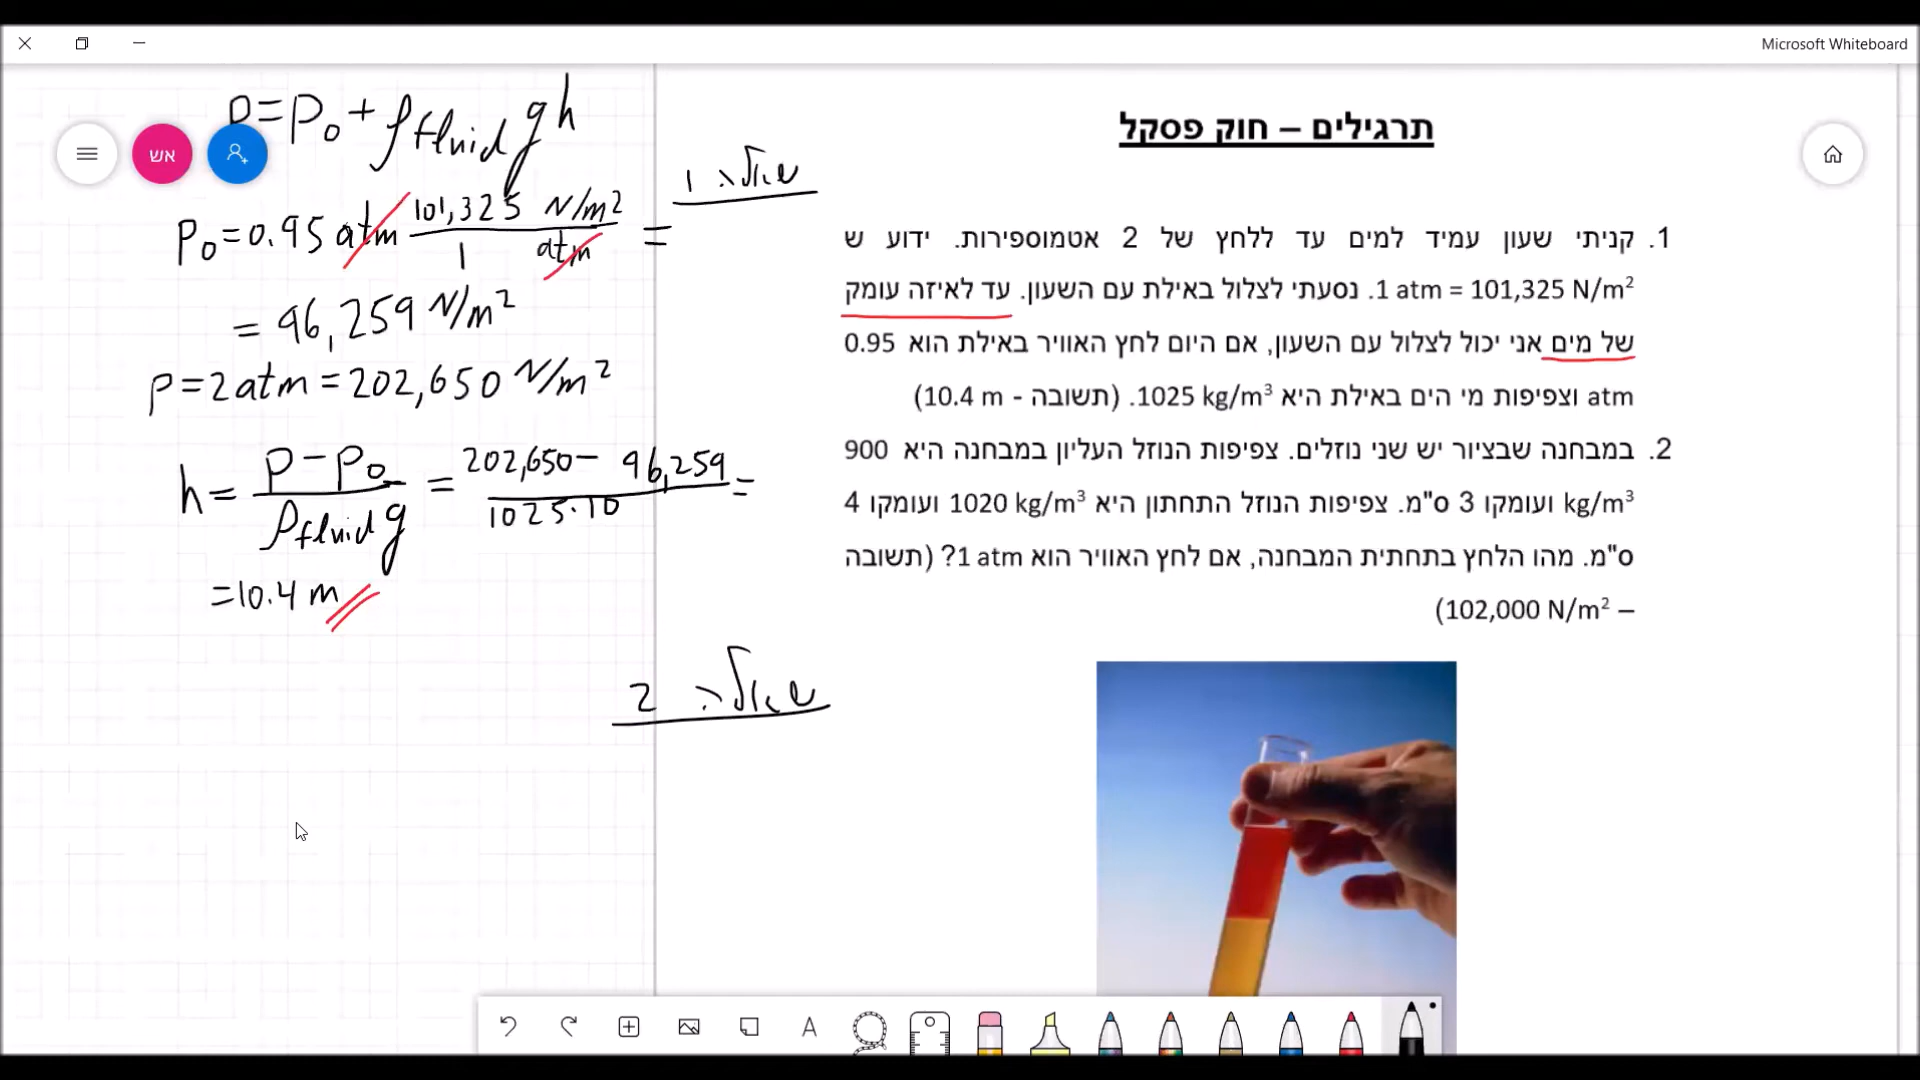 Microsoft Whiteboard
אש
P = P₀ + ρfluid g h
P₀ = 0.95 atm 101,325 N/m² / 1 atm =
= 96,259 N/m²
P = 2 atm = 202,650 N/m²
h = P - P₀ / ρfluid g = 202,650 - 96,259 / 1025·10 =
= 10.4 m
שאלה 1
שאלה 2
תרגילים – חוק פסקל
1. קניתי שעון עמיד למים עד ללחץ של 2 אטמוספירות. ידוע ש
1 atm = 101,325 N/m². נסעתי לצלול באילת עם השעון. עד לאיזה עומק
של מים אני יכול לצלול עם השעון, אם היום לחץ האוויר באילת הוא 0.95
atm וצפיפות מי הים באילת היא 1025 kg/m³. (תשובה - 10.4 m)
2. במבחנה שבציור יש שני נוזלים. צפיפות הנוזל העליון במבחנה היא 900
kg/m³ ועומקו 3 ס"מ. צפיפות הנוזל התחתון היא 1020 kg/m³ ועומקו 4
ס"מ. מהו הלחץ בתחתית המבחנה, אם לחץ האוויר הוא 1 atm? (תשובה
– 102,000 N/m²)